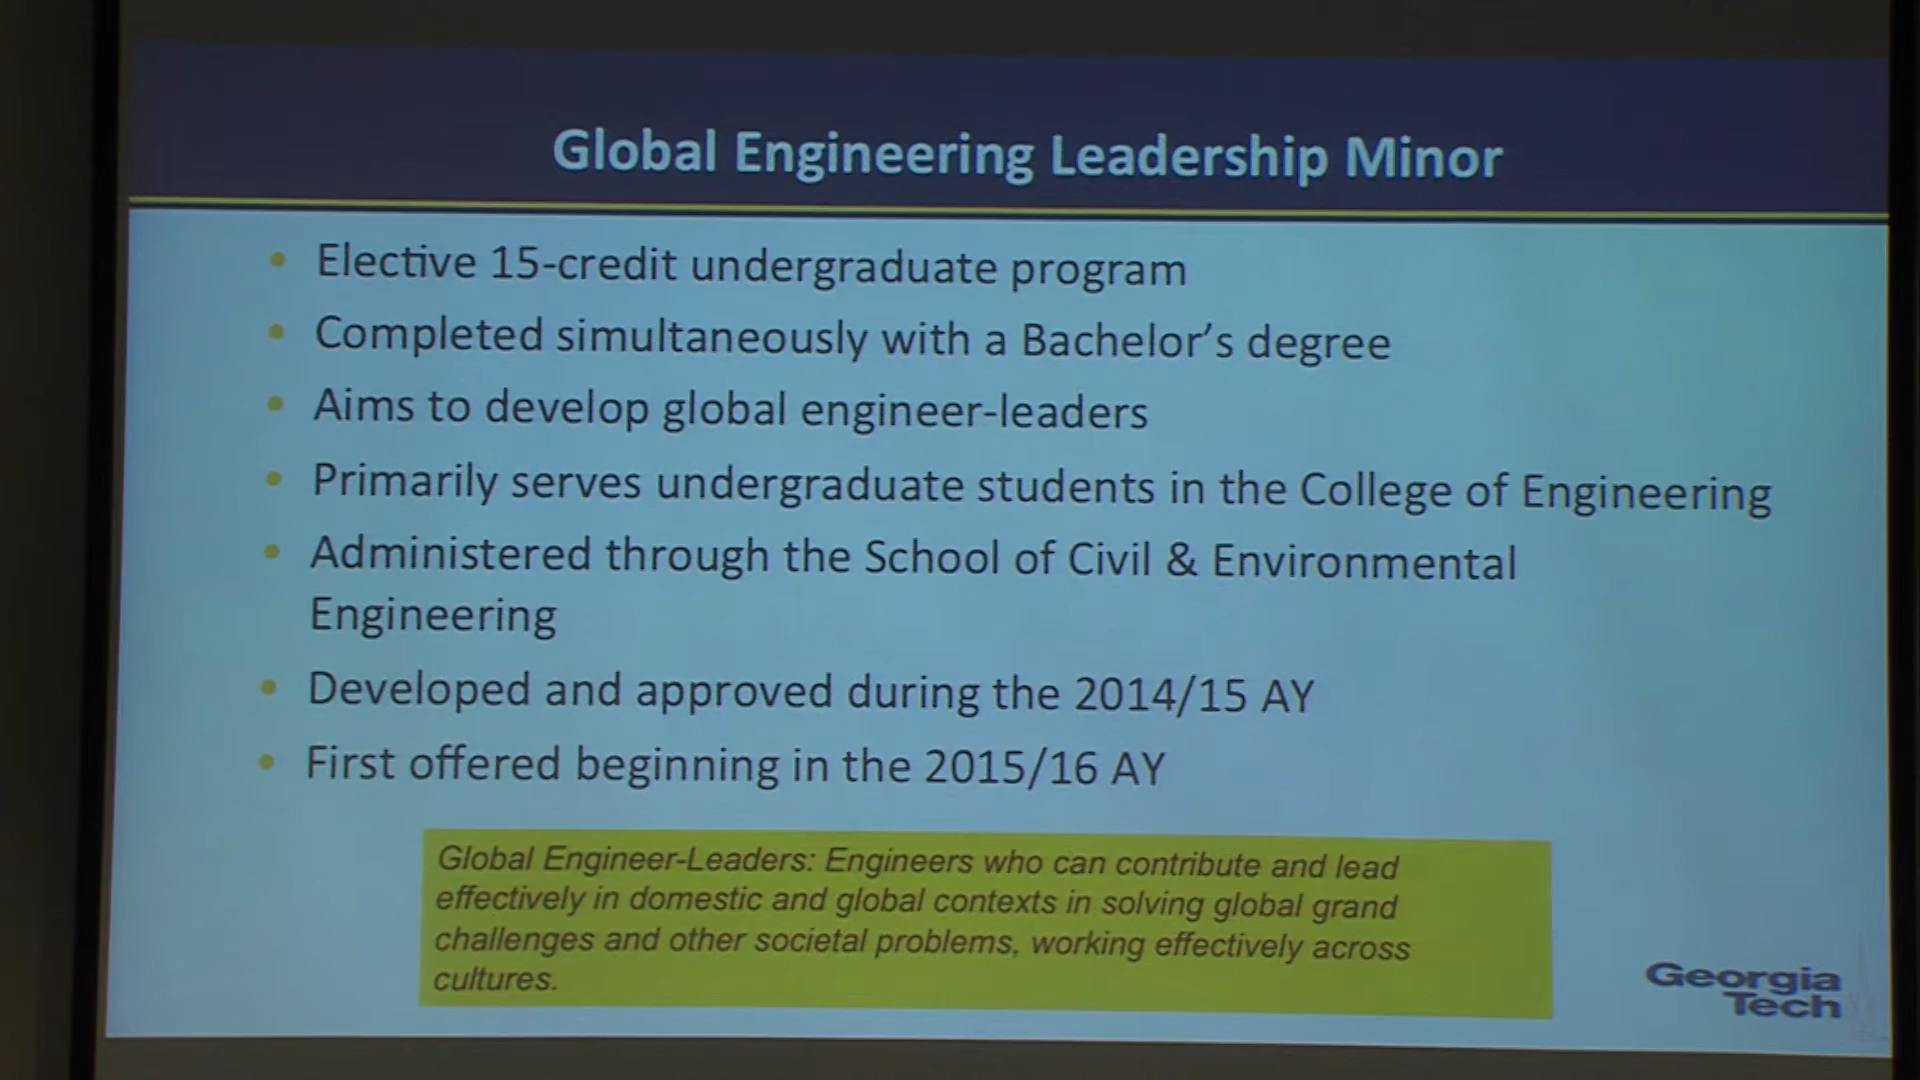 Global Engineering Leadership Minor
• Elective 15-credit undergraduate program
• Completed simultaneously with a Bachelor's degree
• Aims to develop global engineer-leaders
• Primarily serves undergraduate students in the College of Engineering
• Administered through the School of Civil & Environmental
Engineering
• Developed and approved during the 2014/15 AY
• First offered beginning in the 2015/16 AY
Global Engineer-Leaders: Engineers who can contribute and lead
effectively in domestic and global contexts in solving global grand
challenges and other societal problems, working effectively across
cultures.
Georgia
Tech